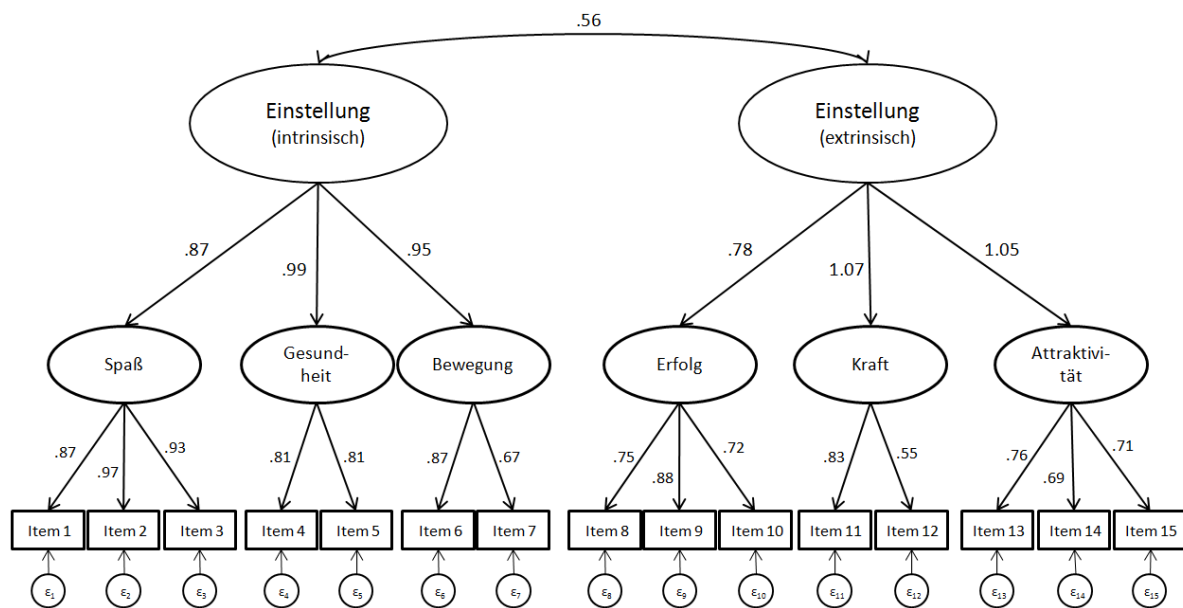 .56
Einstellung
(intrinsisch)
Einstellung
(extrinsisch)
.87
.99
.95
.78
1.07
1.05
Spaß
Gesund-
heit
Bewegung
Erfolg
Kraft
Attraktivi-
tät
.87
.97
.93
.81
.81
.87
.67
.75
.88
.72
.83
.55
.76
.69
.71
Item 1
Item 2
Item 3
Item 4
Item 5
Item 6
Item 7
Item 8
Item 9
Item 10
Item 11
Item 12
Item 13
Item 14
Item 15
ε1
ε2
ε3
ε4
ε5
ε6
ε7
ε8
ε9
ε10
ε11
ε12
ε13
ε14
ε15